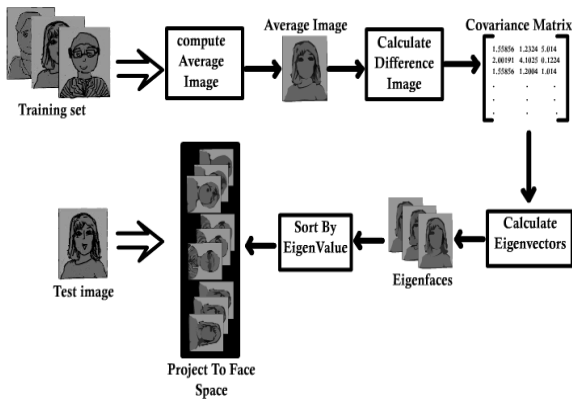 Training set
compute
Average
Image
Average Image
Calculate
Difference
Image
Covariance Matrix
1.55856 1.2324 5.014
2.00191 4.1025 0.1224
1.55856 1.2004 1.014
. . .
. . .
Calculate
Eigenvectors
Eigenfaces
Sort By
EigenValue
Project To Face
Space
Test image